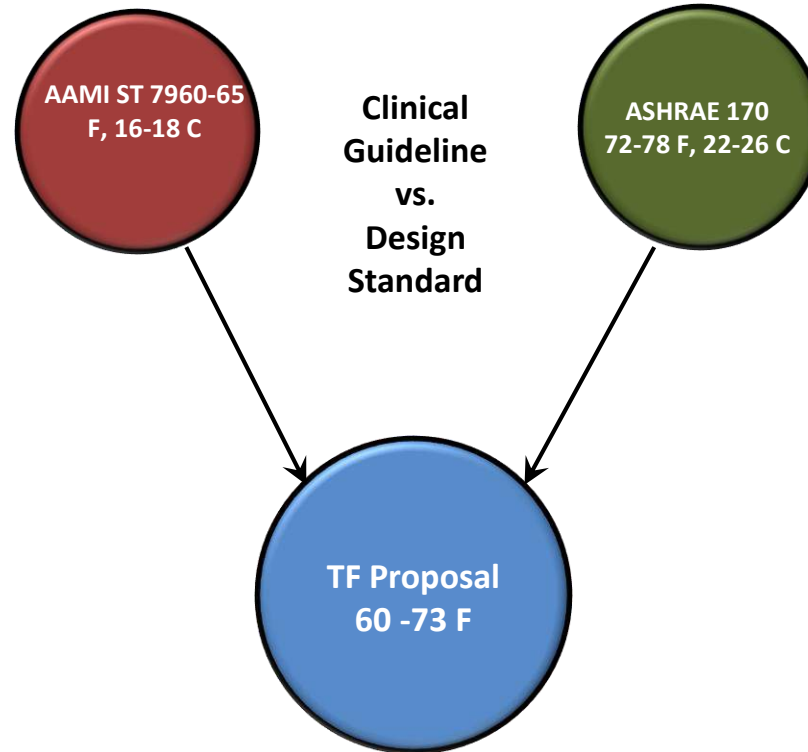 AAMI ST 7960-65
F, 16-18 C
Clinical
Guideline
vs.
Design
Standard
ASHRAE 170
72-78 F, 22-26 C
TF Proposal
60 -73 F